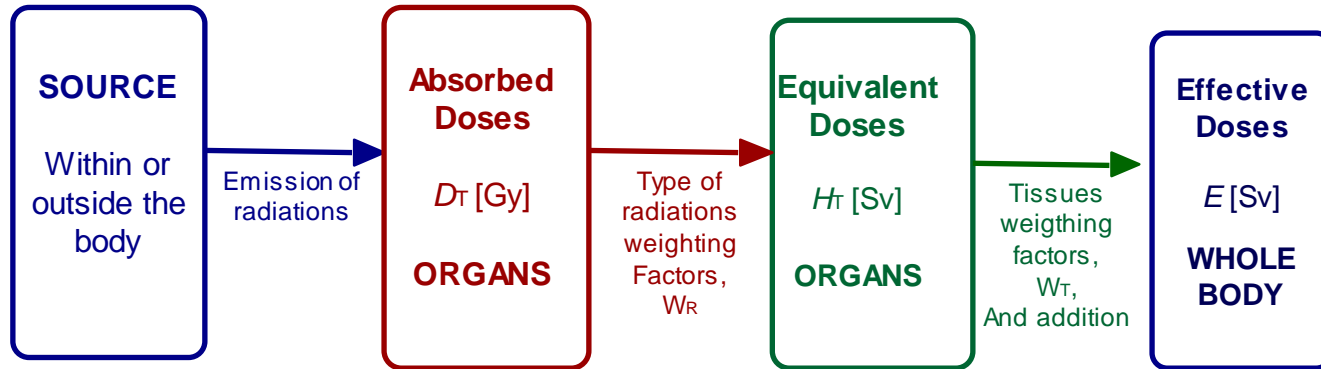 SOURCE
Within or
outside the
body
Emission of
radiations
Absorbed
Doses
DT [Gy]
ORGANS
Type of
radiations
weighting
Factors,
WR
Equivalent
Doses
HT [Sv]
ORGANS
Tissues
weigthing
factors,
WT,
And addition
Effective
Doses
E [Sv]
WHOLE
BODY